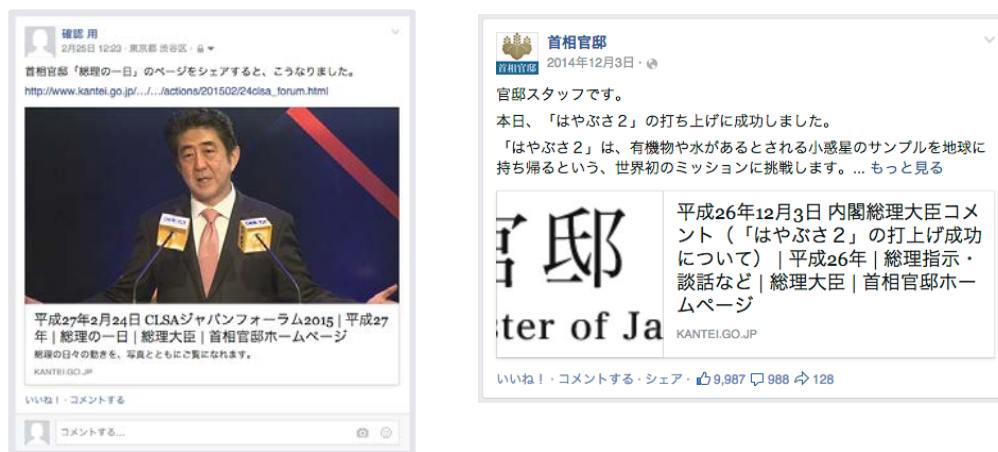 確認 用
2月25日 12:23 · 東京都 渋谷区 ·
首相官邸「総理の一日」のページをシェアすると、こうなりました。
http://www.kantei.go.jp/.../.../actions/201502/24clsa_forum.html
平成27年2月24日 CLSAジャパンフォーラム2015 | 平成27
年 | 総理の一日 | 総理大臣 | 首相官邸ホームページ
総理の日々の動きを、写真とともにご覧になれます。
KANTEI.GO.JP
いいね！ · コメントする
コメントする...
首相官邸
首相官邸
2014年12月3日 ·
官邸スタッフです。
本日、「はやぶさ２」の打ち上げに成功しました。
「はやぶさ２」は、有機物や水があるとされる小惑星のサンプルを地球に
持ち帰るという、世界初のミッションに挑戦します。... もっと見る
官邸
ster of Ja
平成26年12月3日 内閣総理大臣コメ
ント（「はやぶさ２」の打上げ成功
について） | 平成26年 | 総理指示・
談話など | 総理大臣 | 首相官邸ホー
ムページ
KANTEI.GO.JP
いいね！ · コメントする · シェア · 9,987 988 128